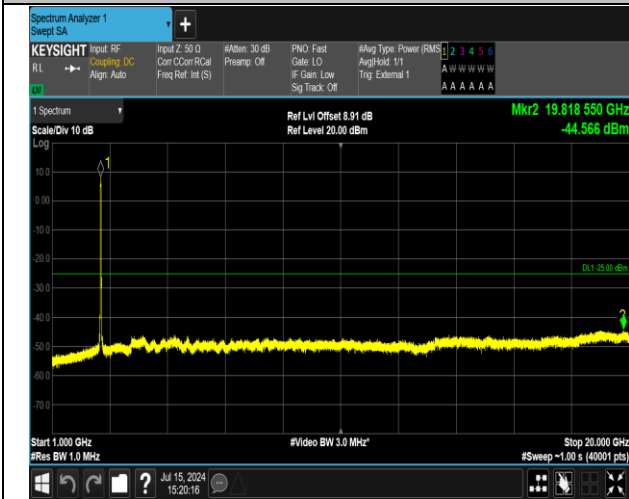 Spectrum Analyzer 1
Swept SA
+
KEYSIGHT
RL
Input: RF
Coupling: DC
Align: Auto
Input Z: 50 Ω
Corr CCorr RCal
Freq Ref: Int (S)
#Atten: 30 dB
Preamp: Off
PNO: Fast
Gate: LO
IF Gain: Low
Sig Track: Off
#Avg Type: Power (RMS
Avg|Hold: 1/1
Trig: External 1
1 2 3 4 5 6
A W W W W W
A A A A A A
1 Spectrum
Scale/Div 10 dB
Log
Ref Lvl Offset 8.91 dB
Ref Level 20.00 dBm
Mkr2 19.818 550 GHz
-44.566 dBm
1
10.0
0.00
-10.0
-20.0
DL1 -25.00 dBm
-30.0
-40.0
2
-50.0
-60.0
-70.0
Start 1.000 GHz
#Res BW 1.0 MHz
#Video BW 3.0 MHz*
Stop 20.000 GHz
#Sweep ~1.00 s (40001 pts)
?
Jul 15, 2024
15:20:16